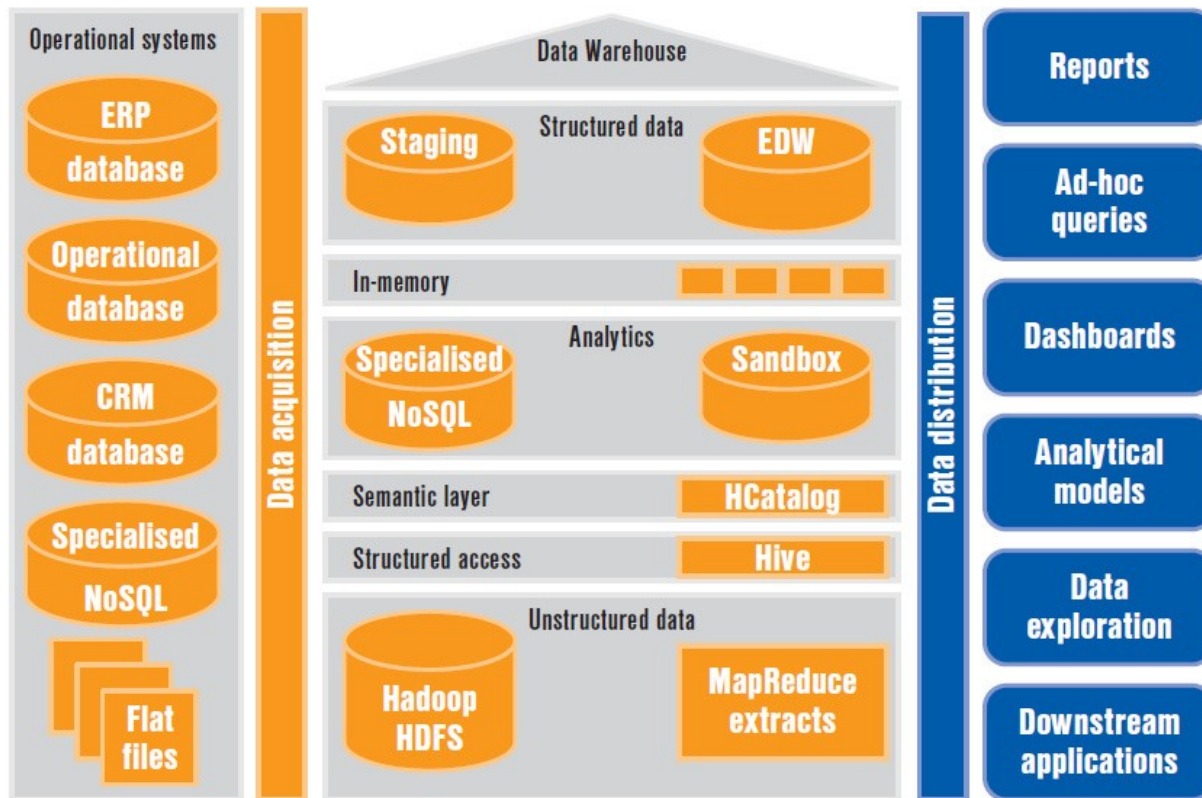 Operational systems
ERP
database
Operational
database
CRM
database
Specialised
NoSQL
Flat
files
Data acquisition
Data Warehouse
Structured data
Staging
EDW
In-memory
Analytics
Specialised
NoSQL
Sandbox
Semantic layer
HCatalog
Structured access
Hive
Unstructured data
Hadoop
HDFS
MapReduce
extracts
Data distribution
Reports
Ad-hoc
queries
Dashboards
Analytical
models
Data
exploration
Downstream
applications